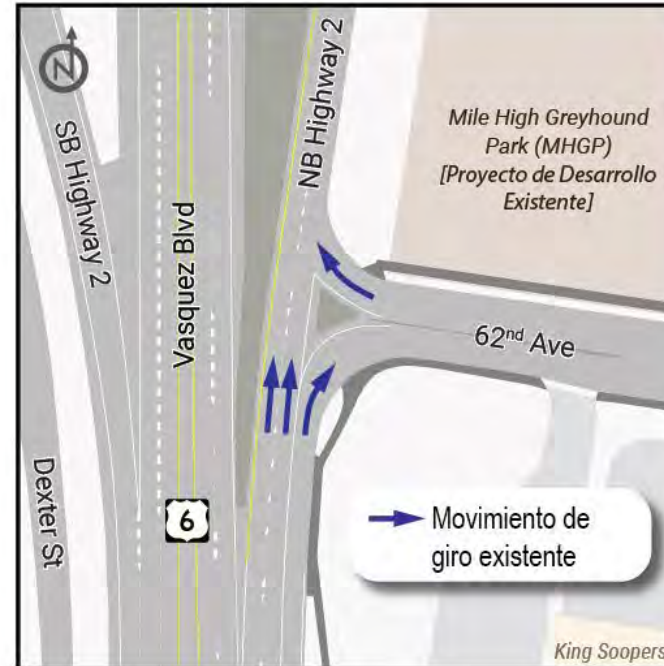 N
SB Highway 2
Vasquez Blvd
NB Highway 2
Mile High Greyhound
Park (MHGP)
[Proyecto de Desarrollo
Existente]
62nd Ave
Dexter St
6
Movimiento de
giro existente
King Soopers